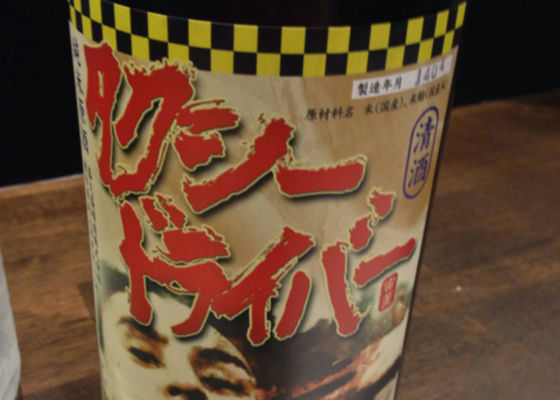 製造年月
原材料名 米(国産)、米麹(国産米
清酒
タクシー
ドライバー